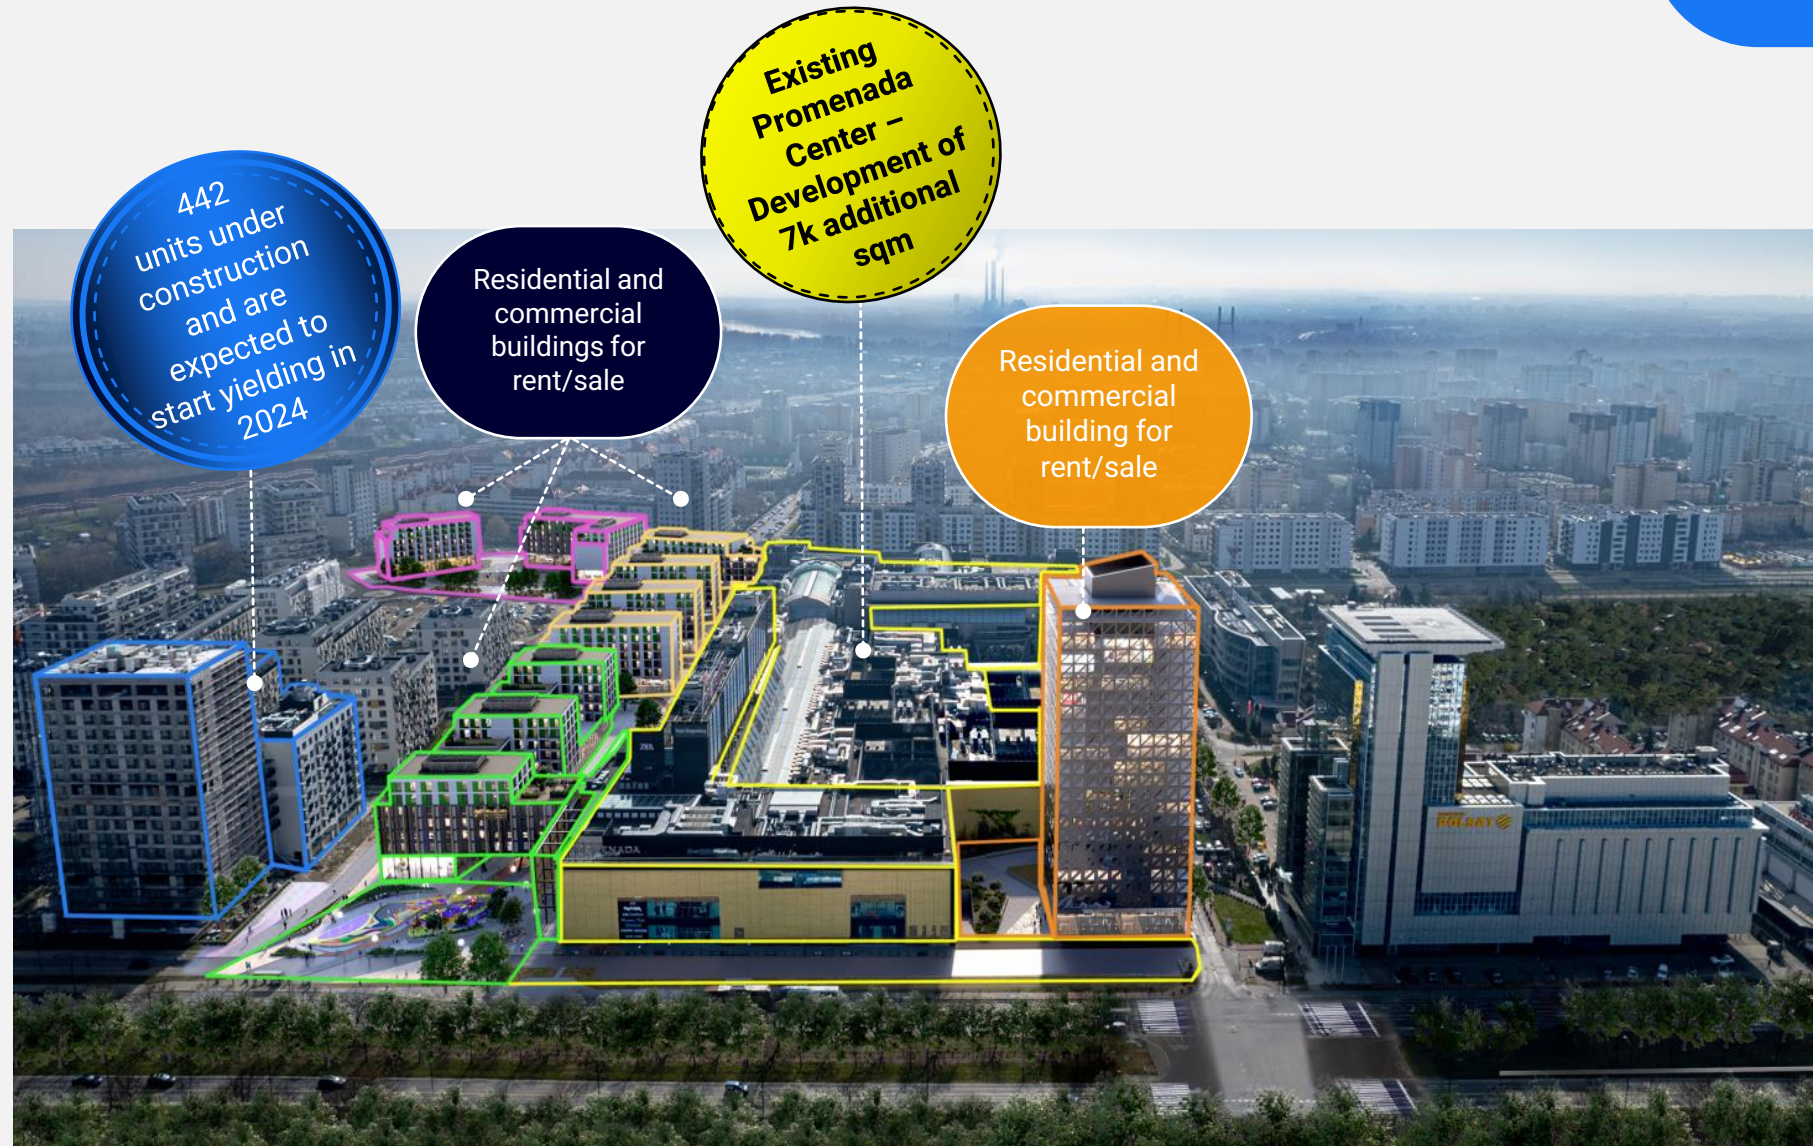 Existing
Promenada
Center –
Development of
7k additional
sqm
442
units under
construction
and are
expected to
start yielding in
2024
Residential and
commercial
buildings for
rent/sale
Residential and
commercial
building for
rent/sale
POLSAT